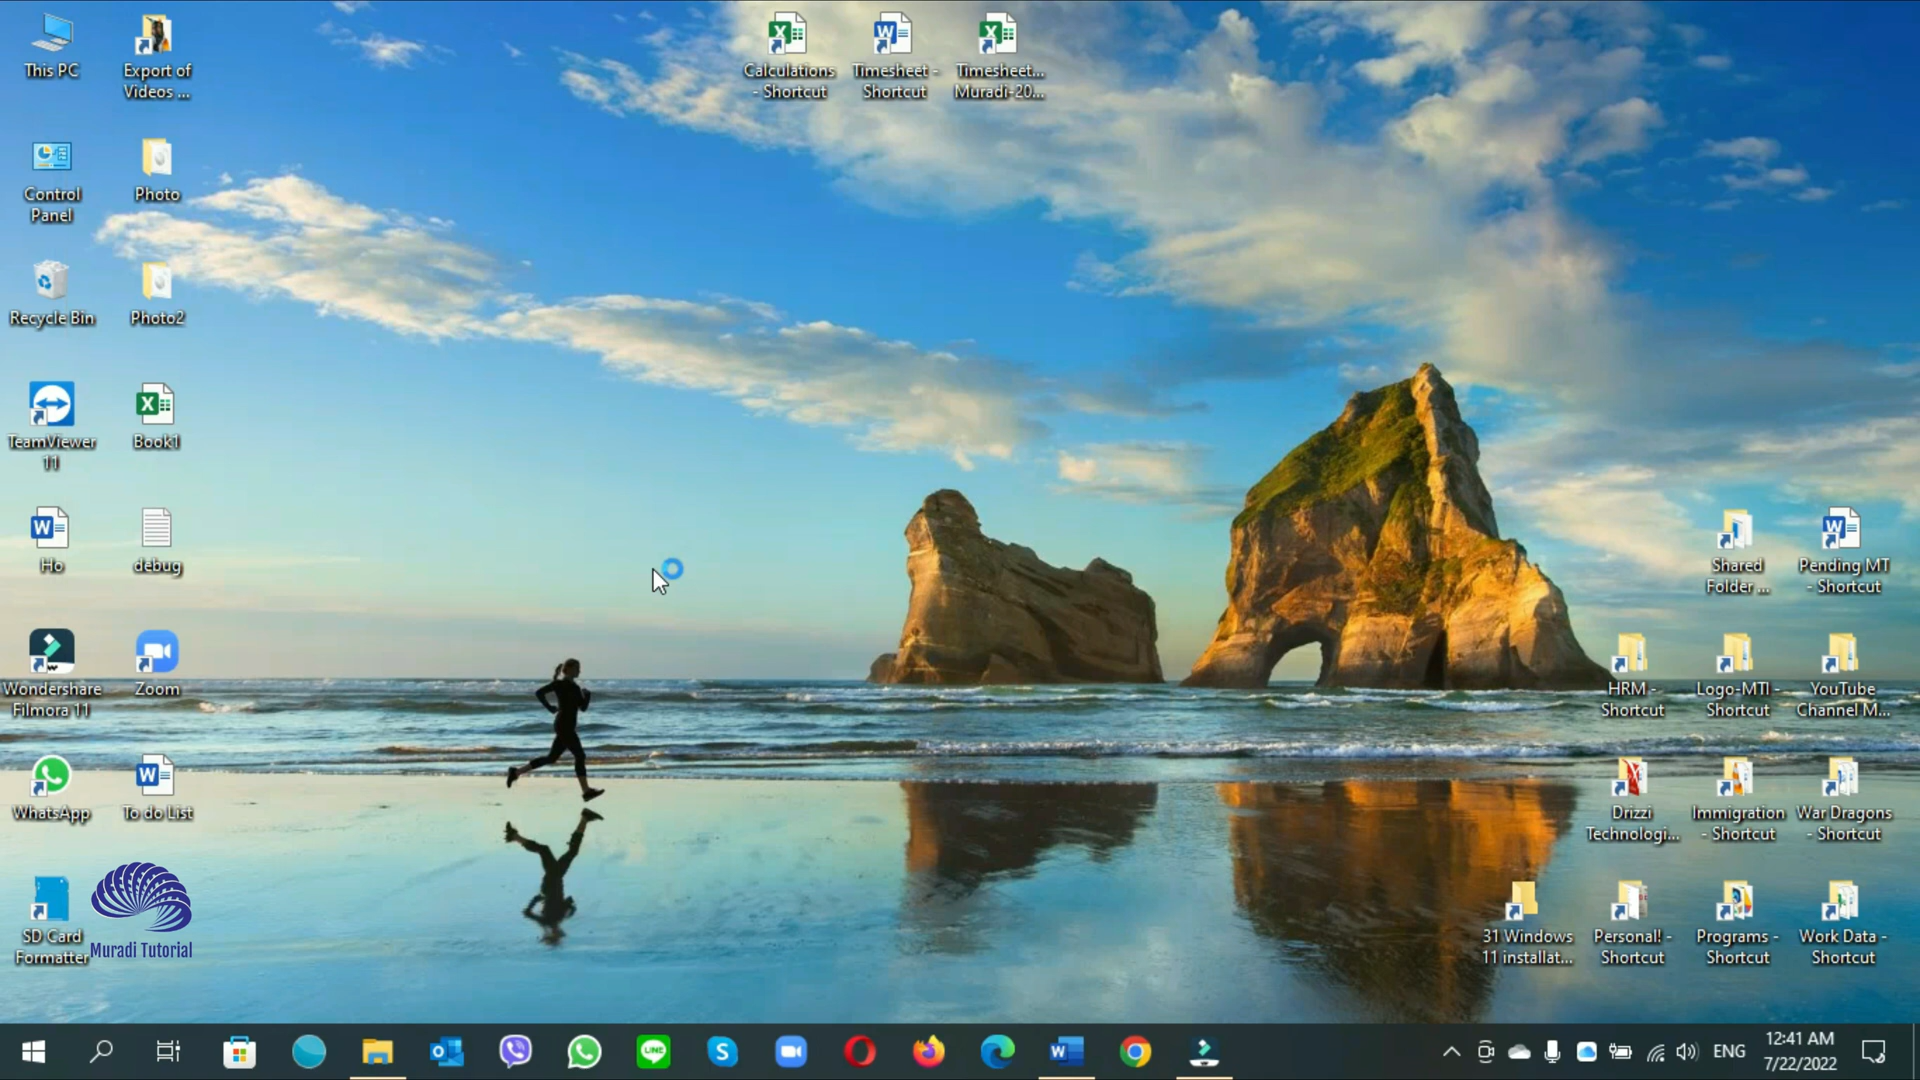 This PC
Export of
Videos ...
Calculations
- Shortcut
Timesheet -
Shortcut
Timesheet...
Muradi-20...
Control
Panel
Photo
Recycle Bin
Photo2
TeamViewer
11
Book1
Ho
debug
Shared
Folder ...
Pending MT
- Shortcut
Wondershare
Filmora 11
Zoom
HRM -
Shortcut
Logo-MTI -
Shortcut
YouTube
Channel M...
WhatsApp
To do List
Drizzi
Technologi...
Immigration
- Shortcut
War Dragons
- Shortcut
SD Card
Formatter
Muradi Tutorial
31 Windows
11 installat...
Personal! -
Shortcut
Programs -
Shortcut
Work Data -
Shortcut
LINE
ENG
12:41 AM
7/22/2022